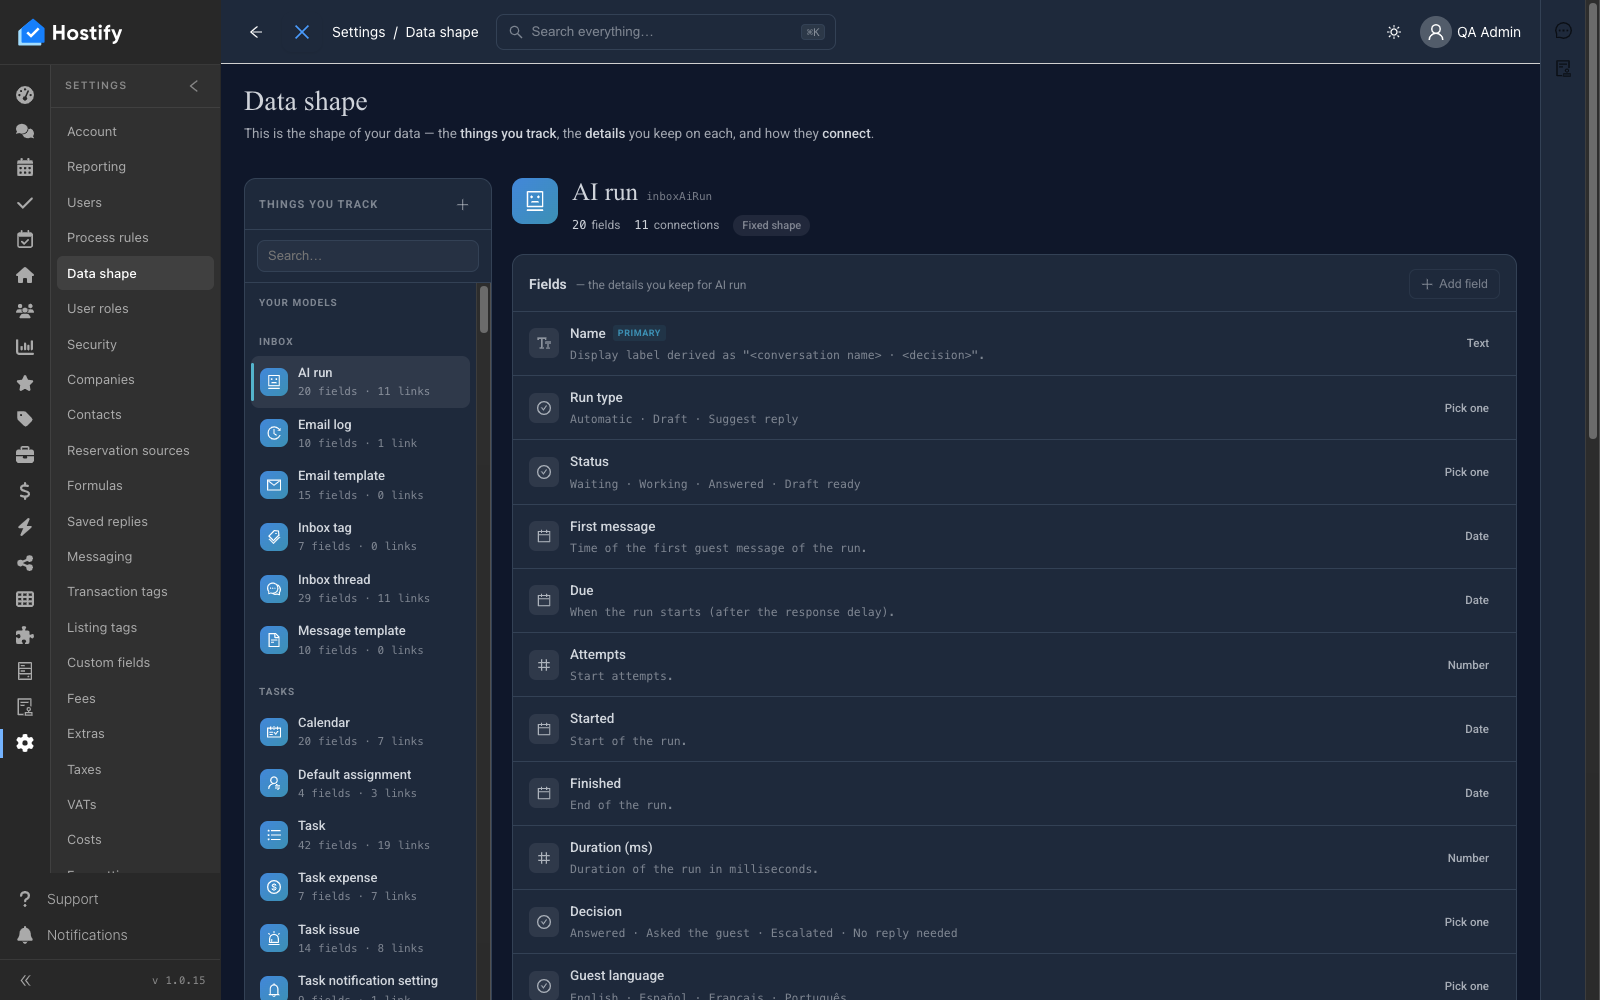 Hostify
Settings / Data shape
Search everything...
⌘K
QA Admin
SETTINGS
Account
Reporting
Users
Process rules
Data shape
User roles
Security
Companies
Contacts
Reservation sources
Formulas
Saved replies
Messaging
Transaction tags
Listing tags
Custom fields
Fees
Extras
Taxes
VATs
Costs
Support
Notifications
v 1.0.15
Data shape
This is the shape of your data — the things you track, the details you keep on each, and how they connect.
THINGS YOU TRACK
Search...
YOUR MODELS
INBOX
AI run
20 fields · 11 links
Email log
10 fields · 1 link
Email template
15 fields · 0 links
Inbox tag
7 fields · 0 links
Inbox thread
29 fields · 11 links
Message template
10 fields · 0 links
TASKS
Calendar
20 fields · 7 links
Default assignment
4 fields · 3 links
Task
42 fields · 19 links
Task expense
7 fields · 7 links
Task issue
14 fields · 8 links
Task notification setting
AI run inboxAiRun
20 fields 11 connections Fixed shape
Fields — the details you keep for AI run
Add field
Name PRIMARY
Display label derived as "<conversation name> · <decision>".
Text
Run type
Automatic · Draft · Suggest reply
Pick one
Status
Waiting · Working · Answered · Draft ready
Pick one
First message
Time of the first guest message of the run.
Date
Due
When the run starts (after the response delay).
Date
Attempts
Start attempts.
Number
Started
Start of the run.
Date
Finished
End of the run.
Date
Duration (ms)
Duration of the run in milliseconds.
Number
Decision
Answered · Asked the guest · Escalated · No reply needed
Pick one
Guest language
English · Español · Français · Português
Pick one